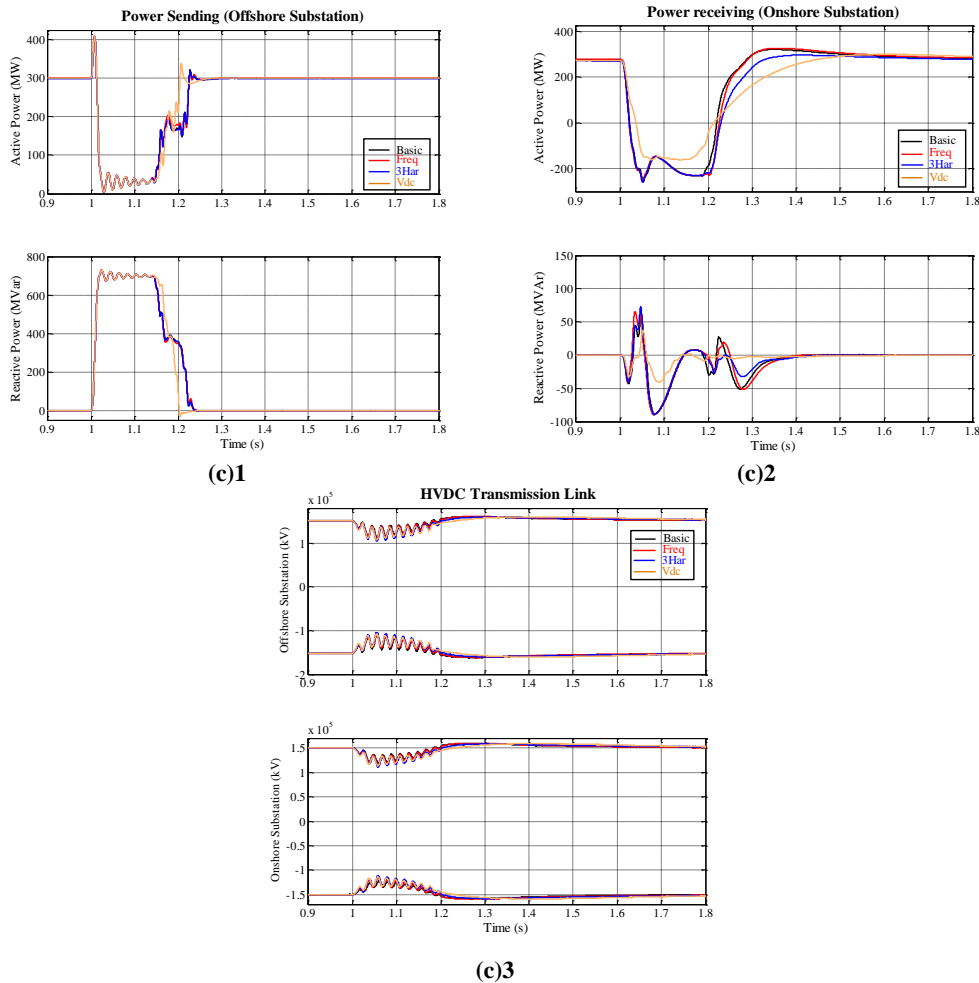 Power Sending (Offshore Substation)
Active Power (MW)
400
300
200
100
0
0.9 1 1.1 1.2 1.3 1.4 1.5 1.6 1.7 1.8
Basic
Freq
3Har
Vdc
Reactive Power (MVar)
800
600
400
200
0
0.9 1 1.1 1.2 1.3 1.4 1.5 1.6 1.7 1.8
Time (s)
(c)1
Power receiving (Onshore Substation)
Active Power (MW)
400
200
0
-200
0.9 1 1.1 1.2 1.3 1.4 1.5 1.6 1.7 1.8
Basic
Freq
3Har
Vdc
Reactive Power (MVAr)
150
100
50
0
-50
-100
0.9 1 1.1 1.2 1.3 1.4 1.5 1.6 1.7 1.8
Time (s)
(c)2
HVDC Transmission Link
x 10^5
Offshore Substation (kV)
1
0
-1
-2
0.9 1 1.1 1.2 1.3 1.4 1.5 1.6 1.7 1.8
Basic
Freq
3Har
Vdc
x 10^5
Onshore Substation (kV)
1.5
1
0.5
0
0.5
-1
-1.5
0.9 1 1.1 1.2 1.3 1.4 1.5 1.6 1.7 1.8
Time (s)
(c)3